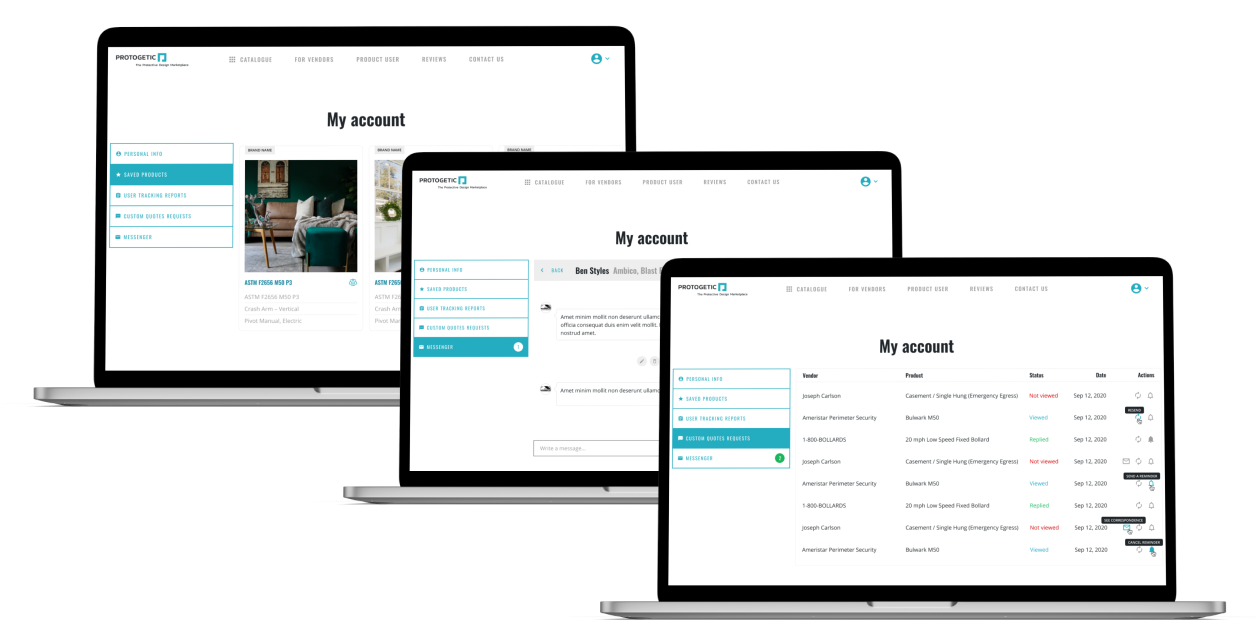 PROTOGETIC
The Protective Design Marketplace
CATALOGUE
FOR VENDORS
PRODUCT USER
REVIEWS
CONTACT US
My account
PERSONAL INFO
SAVED PRODUCTS
USER TRACKING REPORTS
CUSTOM QUOTES REQUESTS
MESSENGER
BRAND NAME
ASTM F2656 M50 P3
ASTM F2656 M50 P3
Crash Arm – Vertical
Pivot Manual, Electric
BRAND NAME
BRAND NAME
PROTOGETIC
The Protective Design Marketplace
CATALOGUE
FOR VENDORS
PRODUCT USER
REVIEWS
CONTACT US
My account
PERSONAL INFO
SAVED PRODUCTS
USER TRACKING REPORTS
CUSTOM QUOTES REQUESTS
MESSENGER 1
BACK Ben Styles Ambico, Blast
Amet minim mollit non deserunt ullamc
officia consequat duis enim velit mollit.
nostrud amet.
Amet minim mollit non deserunt ullamc
Write a message...
PROTOGETIC
The Protective Design Marketplace
CATALOGUE
FOR VENDORS
PRODUCT USER
REVIEWS
CONTACT US
My account
PERSONAL INFO
SAVED PRODUCTS
USER TRACKING REPORTS
CUSTOM QUOTES REQUESTS
MESSENGER 1
Vendor Product Status Date Actions
Joseph Carlson Casement / Single Hung (Emergency Egress) Not viewed Sep 12, 2020
RESEND
Ameristar Perimeter Security Bulwark M50 Viewed Sep 12, 2020
1-800-BOLLARDS 20 mph Low Speed Fixed Bollard Replied Sep 12, 2020
Joseph Carlson Casement / Single Hung (Emergency Egress) Not viewed Sep 12, 2020
SEND A REMINDER
Ameristar Perimeter Security Bulwark M50 Viewed Sep 12, 2020
1-800-BOLLARDS 20 mph Low Speed Fixed Bollard Replied Sep 12, 2020
SEE CORRESPONDENCE
Joseph Carlson Casement / Single Hung (Emergency Egress) Not viewed Sep 12, 2020
CANCEL REMINDER
Ameristar Perimeter Security Bulwark M50 Viewed Sep 12, 2020